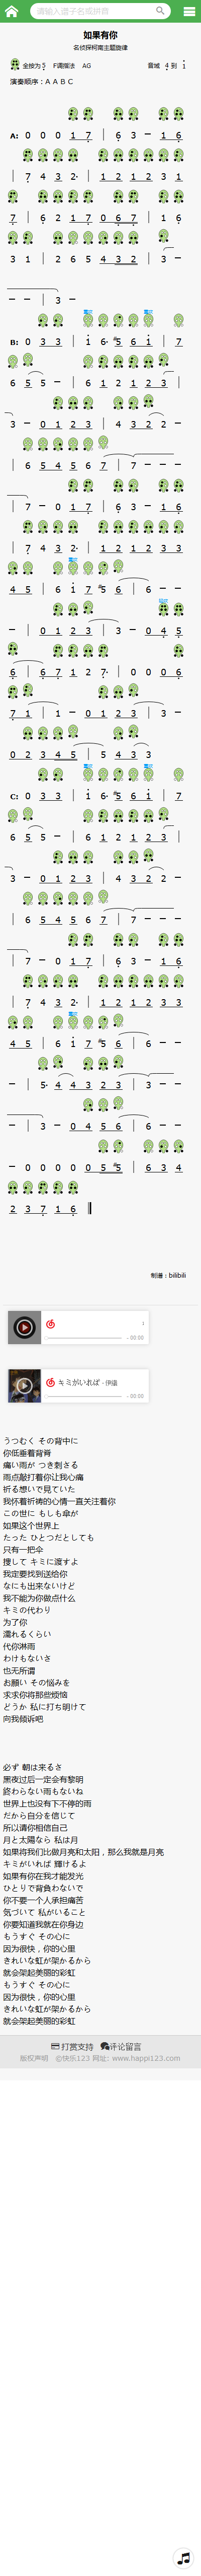 请输入谱子名或拼音
如果有你
名侦探柯南主题旋律
全按为 5 F调指法 AG 音域 4 到 1
演奏顺序：A A B C
A: 0 0 0 1 7 | 6 3 － 1 6
| 7 4 3 2· | 1 2 1 2 3 1
7 | 6 2 1 7 0 6 7 | 1 6
3 1 | 2 6 5 4 3 2 | 3 －
－ － | 3 －
B: 0 3 3 | 1 6· #5 6 1 | 7
6 5 5 － | 6 1 2 1 2 3 |
3 － 0 1 2 3 | 4 3 2 2 －
| 6 5 4 5 6 7 | 7 － － －
| 7 － 0 1 7 | 6 3 － 1 6
| 7 4 3 2· | 1 2 1 2 3 3
4 5 | 6 1 7 #5 6 | 6 － －
－ | 0 1 2 3 | 3 － 0 4 5
6 | 6 7 1 2 7· | 0 0 0 6
7 1 | 1 － 0 1 2 3 | 3 －
0 2 3 4 5 | 5 4 3 3
C: 0 3 3 | 1 6· #5 6 1 | 7
6 5 5 － | 6 1 2 1 2 3 |
3 － 0 1 2 3 | 4 3 2 2 －
| 6 5 4 5 6 7 | 7 － － －
7 － 0 1 7 | 6 3 － 1 6
| 7 4 3 2· | 1 2 1 2 3 3
4 5 | 6 1 7 #5 6 | 6 － －
－ | 5· 4 4 3 2 3 | 3 － －
－ | 3 － 0 4 5 6 | 6 － －
－ 0 0 0 0 0 5 #5 | 6 3 4
2 3 7 1 6
制谱：bilibili
- 00:00
キミがいれば - 伊織
- 00:00
うつむく その背中に
你低垂着背脊
痛い雨が つき刺さる
雨点敲打着你让我心痛
祈る想いで見ていた
我怀着祈祷的心情一直关注着你
この世に もしも傘が
如果这个世界上
たった ひとつだとしても
只有一把伞
捜して キミに渡すよ
我定要找到送给你
なにも出来ないけど
我不能为你做点什么
キミの代わり
为了你
濡れるくらい
代你淋雨
わけもないさ
也无所谓
お願い その悩みを
求求你将那些烦恼
どうか 私に打ち明けて
向我倾诉吧
必ず 朝は来るさ
黑夜过后一定会有黎明
終わらない雨もないね
世界上也没有下不停的雨
だから自分を信じて
所以请你相信自己
月と太陽なら 私は月
如果将我们比做月亮和太阳，那么我就是月亮
キミがいれば 輝けるよ
如果有你在我才能发光
ひとりで背負わないで
你不要一个人承担痛苦
気づいて 私がいること
你要知道我就在你身边
もうすぐ その心に
因为很快，你的心里
きれいな虹が架かるから
就会架起美丽的彩虹
もうすぐ その心に
因为很快，你的心里
きれいな虹が架かるから
就会架起美丽的彩虹
打赏支持 评论留言
版权声明 ©快乐123 网址: www.happi123.com